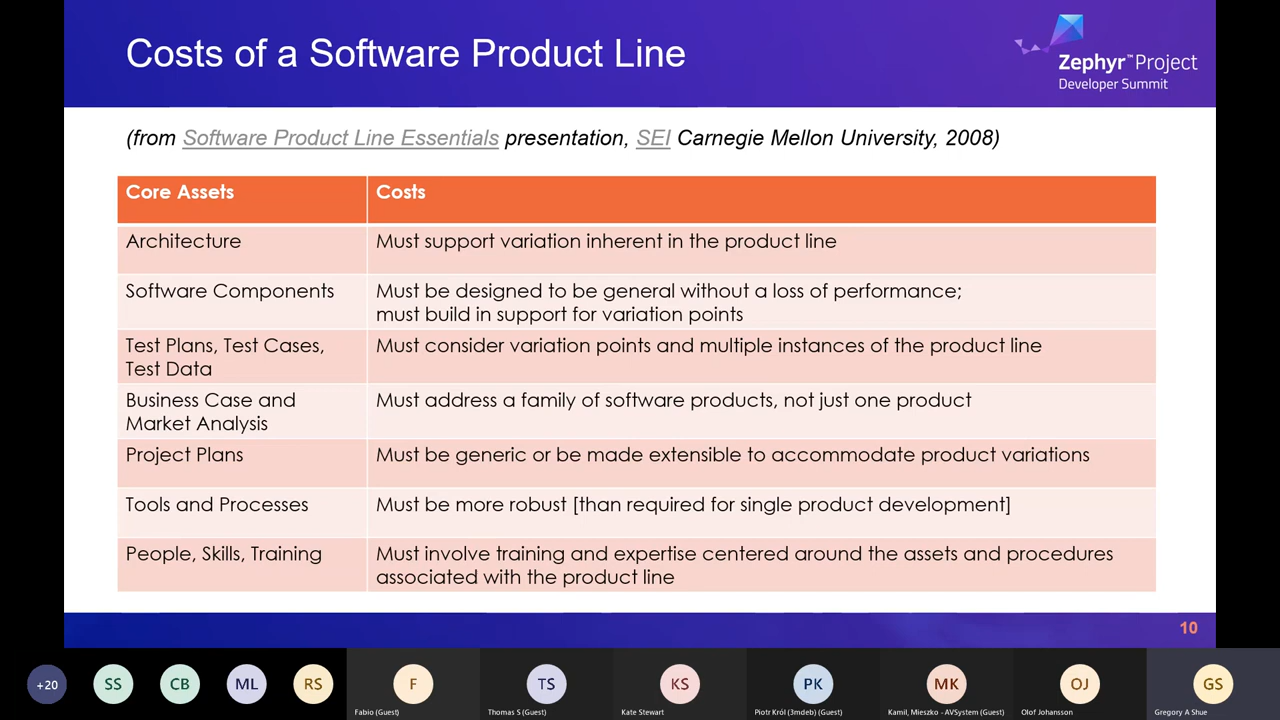 Costs of a Software Product Line
Zephyr™Project
Developer Summit
(from Software Product Line Essentials presentation, SEI Carnegie Mellon University, 2008)
Core Assets
Costs
Architecture
Must support variation inherent in the product line
Software Components
Must be designed to be general without a loss of performance;
must build in support for variation points
Test Plans, Test Cases,
Test Data
Must consider variation points and multiple instances of the product line
Business Case and
Market Analysis
Must address a family of software products, not just one product
Project Plans
Must be generic or be made extensible to accommodate product variations
Tools and Processes
Must be more robust [than required for single product development]
People, Skills, Training
Must involve training and expertise centered around the assets and procedures
associated with the product line
10
+20
SS
CB
ML
RS
F
Fabio (Guest)
TS
Thomas S (Guest)
KS
Kate Stewart
PK
Piotr Król (3mdeb) (Guest)
MK
Kamil, Mieszko - AVSystem (Guest)
OJ
Olof Johansson
GS
Gregory A Shue